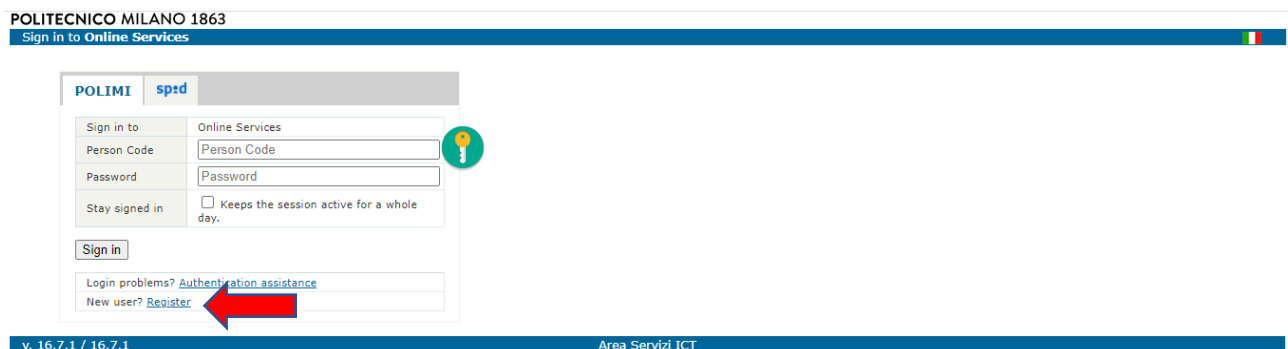 POLITECNICO MILANO 1863
Sign in to Online Services
POLIMI spid
Sign in to Online Services
Person Code Person Code
Password Password
Stay signed in Keeps the session active for a whole
day.
Sign in
Login problems? Authentication assistance
New user? Register
v. 16.7.1 / 16.7.1 Area Servizi ICT